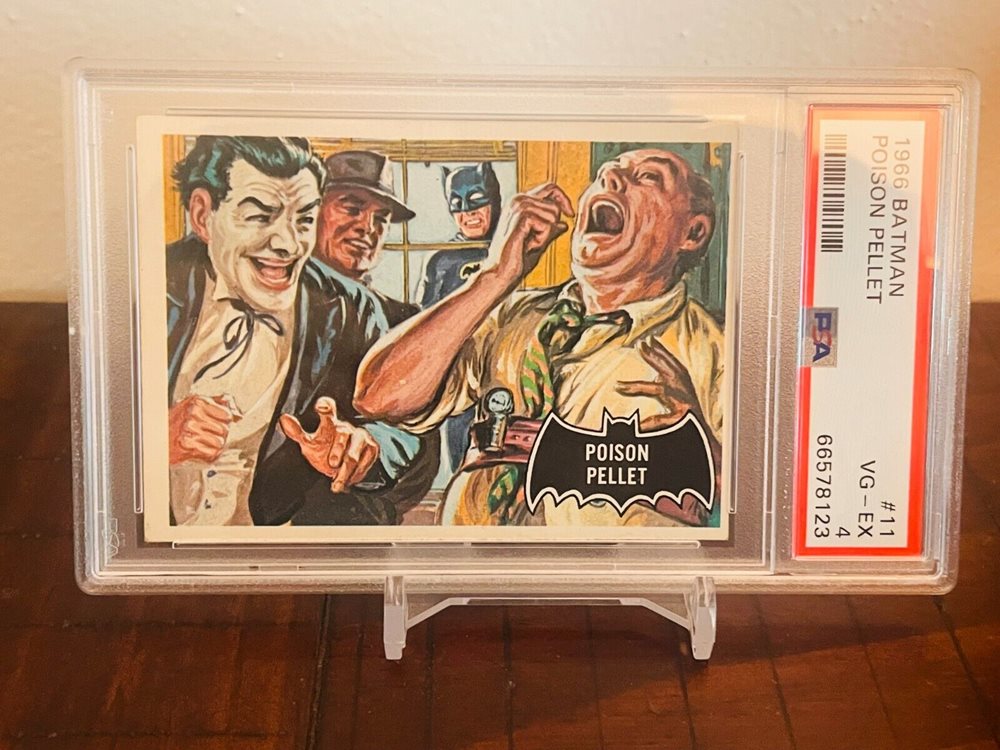 POISON
PELLET
1966 BATMAN
POISON PELLET
PSA
#11
VG-EX
4
66578123